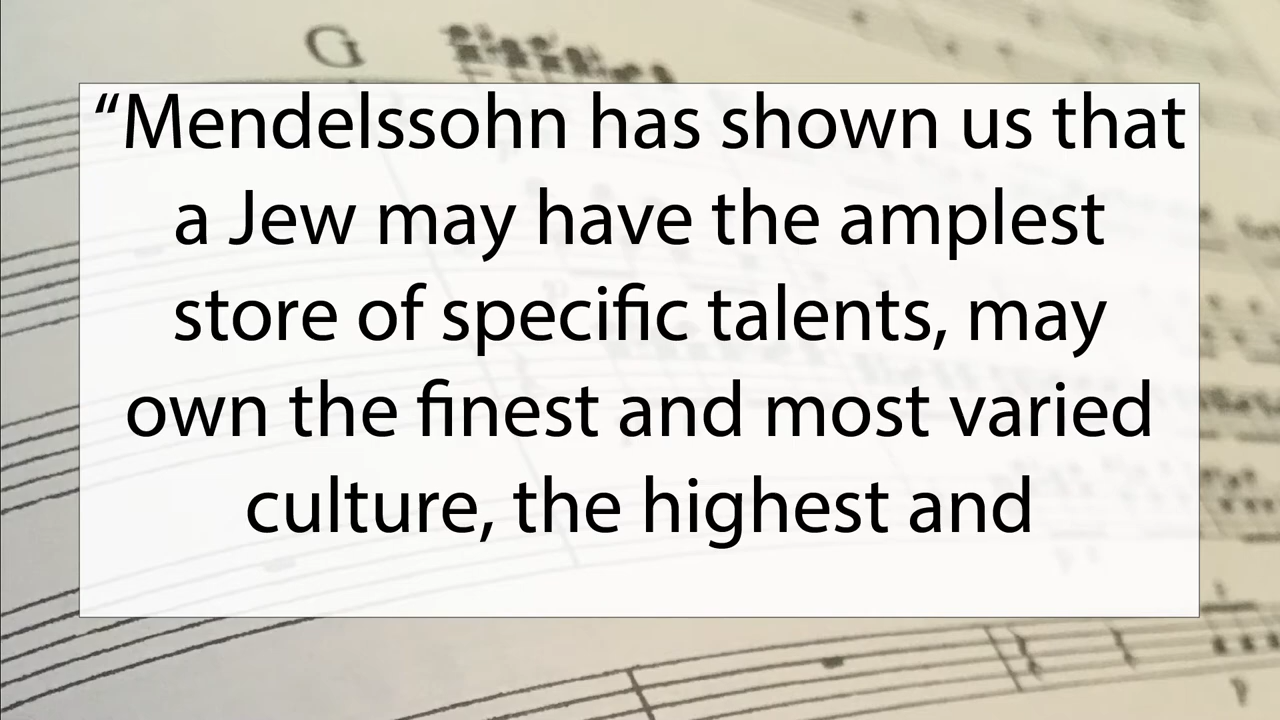 G
“Mendelssohn has shown us that
a Jew may have the amplest
store of specific talents, may
own the finest and most varied
culture, the highest and